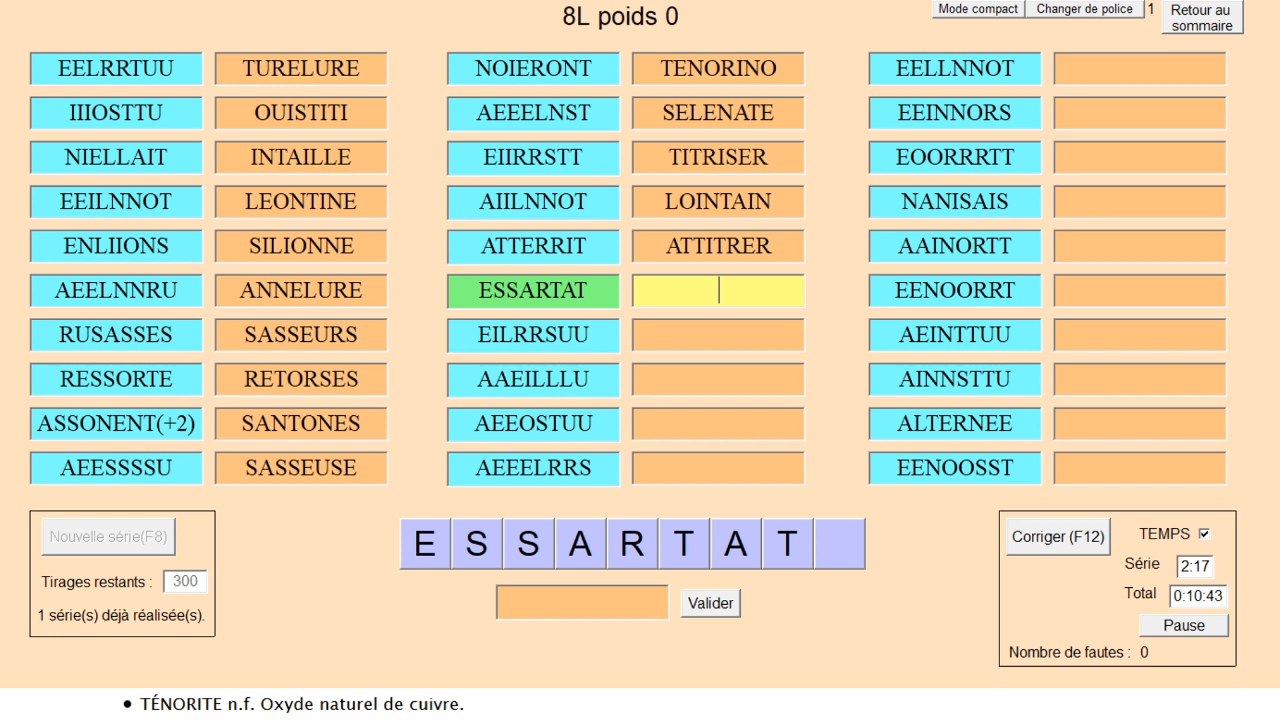 8L poids 0
Mode compact Changer de police 1 Retour au sommaire
EELRRTUU TURELURE NOIERONT TENORINO EELLNNOT
IIIOSTTU OUISTITI AEEELNST SELENATE EEINNORS
NIELLAIT INTAILLE EIIRRSTT TITRISER EOORRRTT
EEILNNOT LEONTINE AIILNNOT LOINTAIN NANISAIS
ENLIIONS SILIONNE ATTERRIT ATTITRER AAINORTT
AEELNNRU ANNELURE ESSARTAT EENOORRT
RUSASSES SASSEURS EILRRSUU AEINTTUU
RESSORTE RETORSES AAEILLLU AINNSTTU
ASSONENT(+2) SANTONES AEEOSTUU ALTERNEE
AEESSSSU SASSEUSE AEEELRRS EENOOSST
Nouvelle série(F8)
Tirages restants : 300
1 série(s) déjà réalisée(s).
E S S A R T A T
Valider
Corriger (F12) TEMPS
Série 2:17
Total 0:10:43
Pause
Nombre de fautes : 0
• TÉNORITE n.f. Oxyde naturel de cuivre.